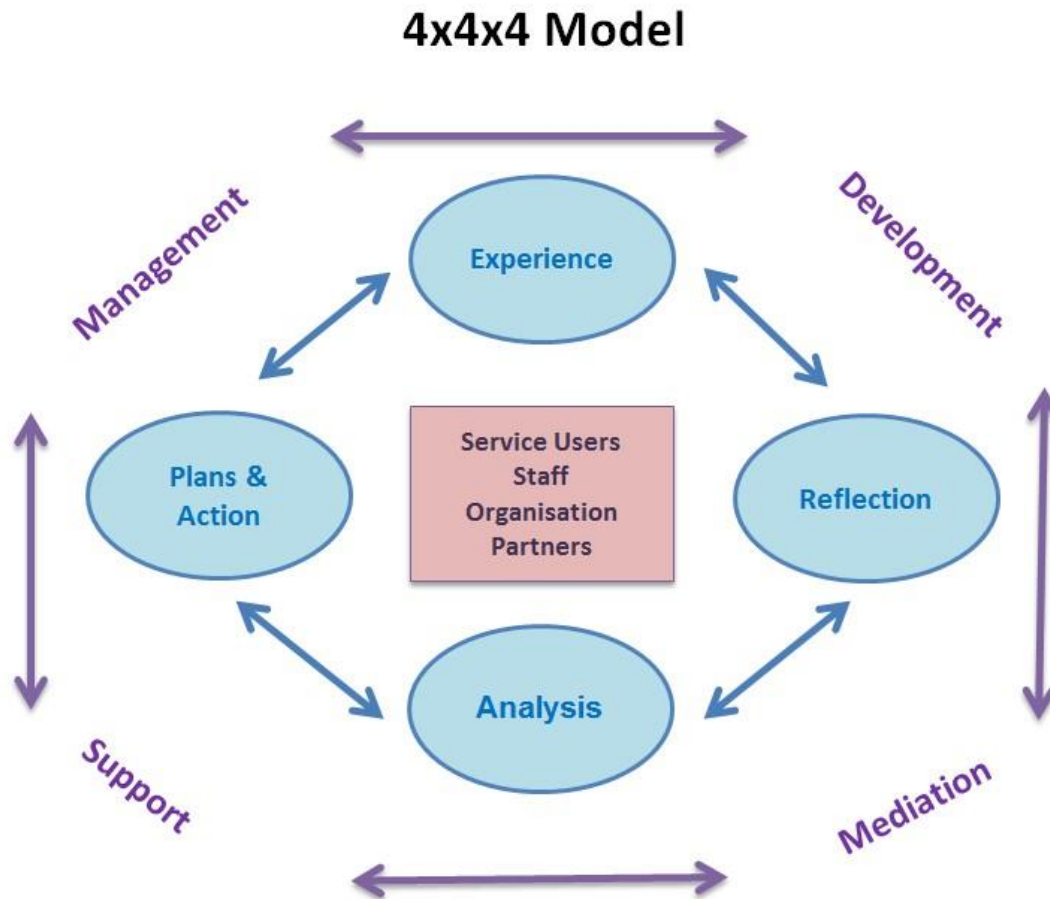 4x4x4 Model
Management
Development
Experience
Plans &
Action
Service Users
Staff
Organisation
Partners
Reflection
Analysis
Support
Mediation